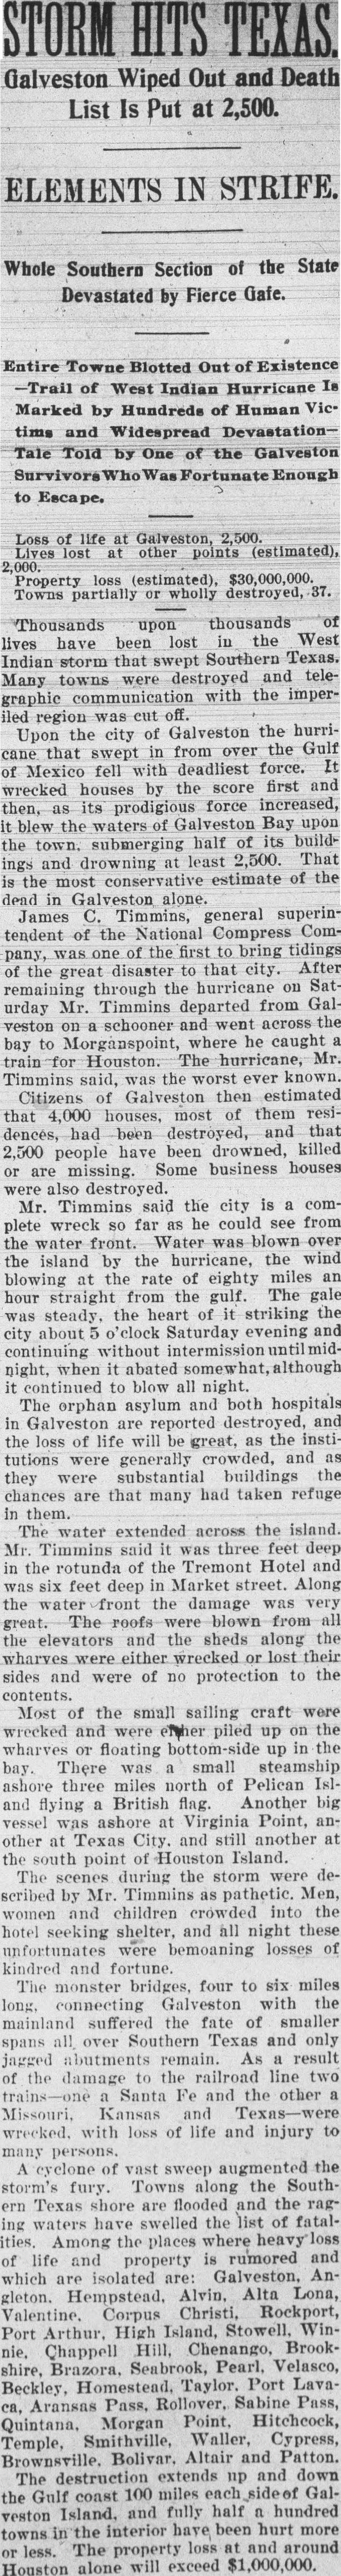 STORM HITS TEXAS.
Galveston Wiped Out and Death
List Is Put at 2,500.
ELEMENTS IN STRIFE.
Whole Southern Section of the State
Devastated by Fierce Gafe.
Entire Towne Blotted Out of Existence
—Trail of West Indian Hurricane Is
Marked by Hundreds of Human Vic-
tims and Widespread Devastation—
Tale Told by One of the Galveston
Survivors Who Was Fortunate Enough
to Escape.
Loss of life at Galveston, 2,500.
Lives lost at other points (estimated),
2,000.
Property loss (estimated), $30,000,000.
Towns partially or wholly destroyed, 37.
Thousands upon thousands of
lives have been lost in the West
Indian storm that swept Southern Texas.
Many towns were destroyed and tele-
graphic communication with the imper-
iled region was cut off.
Upon the city of Galveston the hurri-
cane that swept in from over the Gulf
of Mexico fell with deadliest force. It
wrecked houses by the score first and
then, as its prodigious force increased,
it blew the waters of Galveston Bay upon
the town, submerging half of its build-
ings and drowning at least 2,500. That
is the most conservative estimate of the
dead in Galveston alone.
James C. Timmins, general superin-
tendent of the National Compress Com-
pany, was one of the first to bring tidings
of the great disaster to that city. After
remaining through the hurricane on Sat-
urday Mr. Timmins departed from Gal-
veston on a schooner and went across the
bay to Morganspoint, where he caught a
train for Houston. The hurricane, Mr.
Timmins said, was the worst ever known.
Citizens of Galveston then estimated
that 4,000 houses, most of them resi-
dences, had been destroyed, and that
2,500 people have been drowned, killed
or are missing. Some business houses
were also destroyed.
Mr. Timmins said the city is a com-
plete wreck so far as he could see from
the water front. Water was blown over
the island by the hurricane, the wind
blowing at the rate of eighty miles an
hour straight from the gulf. The gale
was steady, the heart of it striking the
city about 5 o'clock Saturday evening and
continuing without intermission until mid-
night, when it abated somewhat, although
it continued to blow all night.
The orphan asylum and both hospitals
in Galveston are reported destroyed, and
the loss of life will be great, as the insti-
tutions were generally crowded, and as
they were substantial buildings the
chances are that many had taken refuge
in them.
The water extended across the island.
Mr. Timmins said it was three feet deep
in the rotunda of the Tremont Hotel and
was six feet deep in Market street. Along
the water front the damage was very
great. The roofs were blown from all
the elevators and the sheds along the
wharves were either wrecked or lost their
sides and were of no protection to the
contents.
Most of the small sailing craft were
wrecked and were either piled up on the
wharves or floating bottom-side up in the
bay. There was a small steamship
ashore three miles north of Pelican Isl-
and flying a British flag. Another big
vessel was ashore at Virginia Point, an-
other at Texas City, and still another at
the south point of Houston Island.
The scenes during the storm were de-
scribed by Mr. Timmins as pathetic. Men,
women and children crowded into the
hotel seeking shelter, and all night these
unfortunates were bemoaning losses of
kindred and fortune.
The monster bridges, four to six miles
long, connecting Galveston with the
mainland suffered the fate of smaller
spans all over Southern Texas and only
jagged abutments remain. As a result
of the damage to the railroad line two
trains—one a Santa Fe and the other a
Missouri, Kansas and Texas—were
wrecked, with loss of life and injury to
many persons.
A cyclone of vast sweep augmented the
storm's fury. Towns along the South-
ern Texas shore are flooded and the rag-
ing waters have swelled the list of fatal-
ities. Among the places where heavy loss
of life and property is rumored and
which are isolated are: Galveston, An-
gleton, Hempstead, Alvin, Alta Lona,
Valentine, Corpus Christi, Rockport,
Port Arthur, High Island, Stowell, Win-
nie, Chappell Hill, Chenango, Brook-
shire, Brazora, Seabrook, Pearl, Velasco,
Beckley, Homestead, Taylor, Port Lava-
ca, Aransas Pass, Rollover, Sabine Pass,
Quintana, Morgan Point, Hitchcock,
Temple, Smithville, Waller, Cypress,
Brownsville, Bolivar, Altair and Patton.
The destruction extends up and down
the Gulf coast 100 miles each side of Gal-
veston Island, and fully half a hundred
towns in the interior have been hurt more
or less. The property loss at and around
Houston alone will exceed $1,000,000.